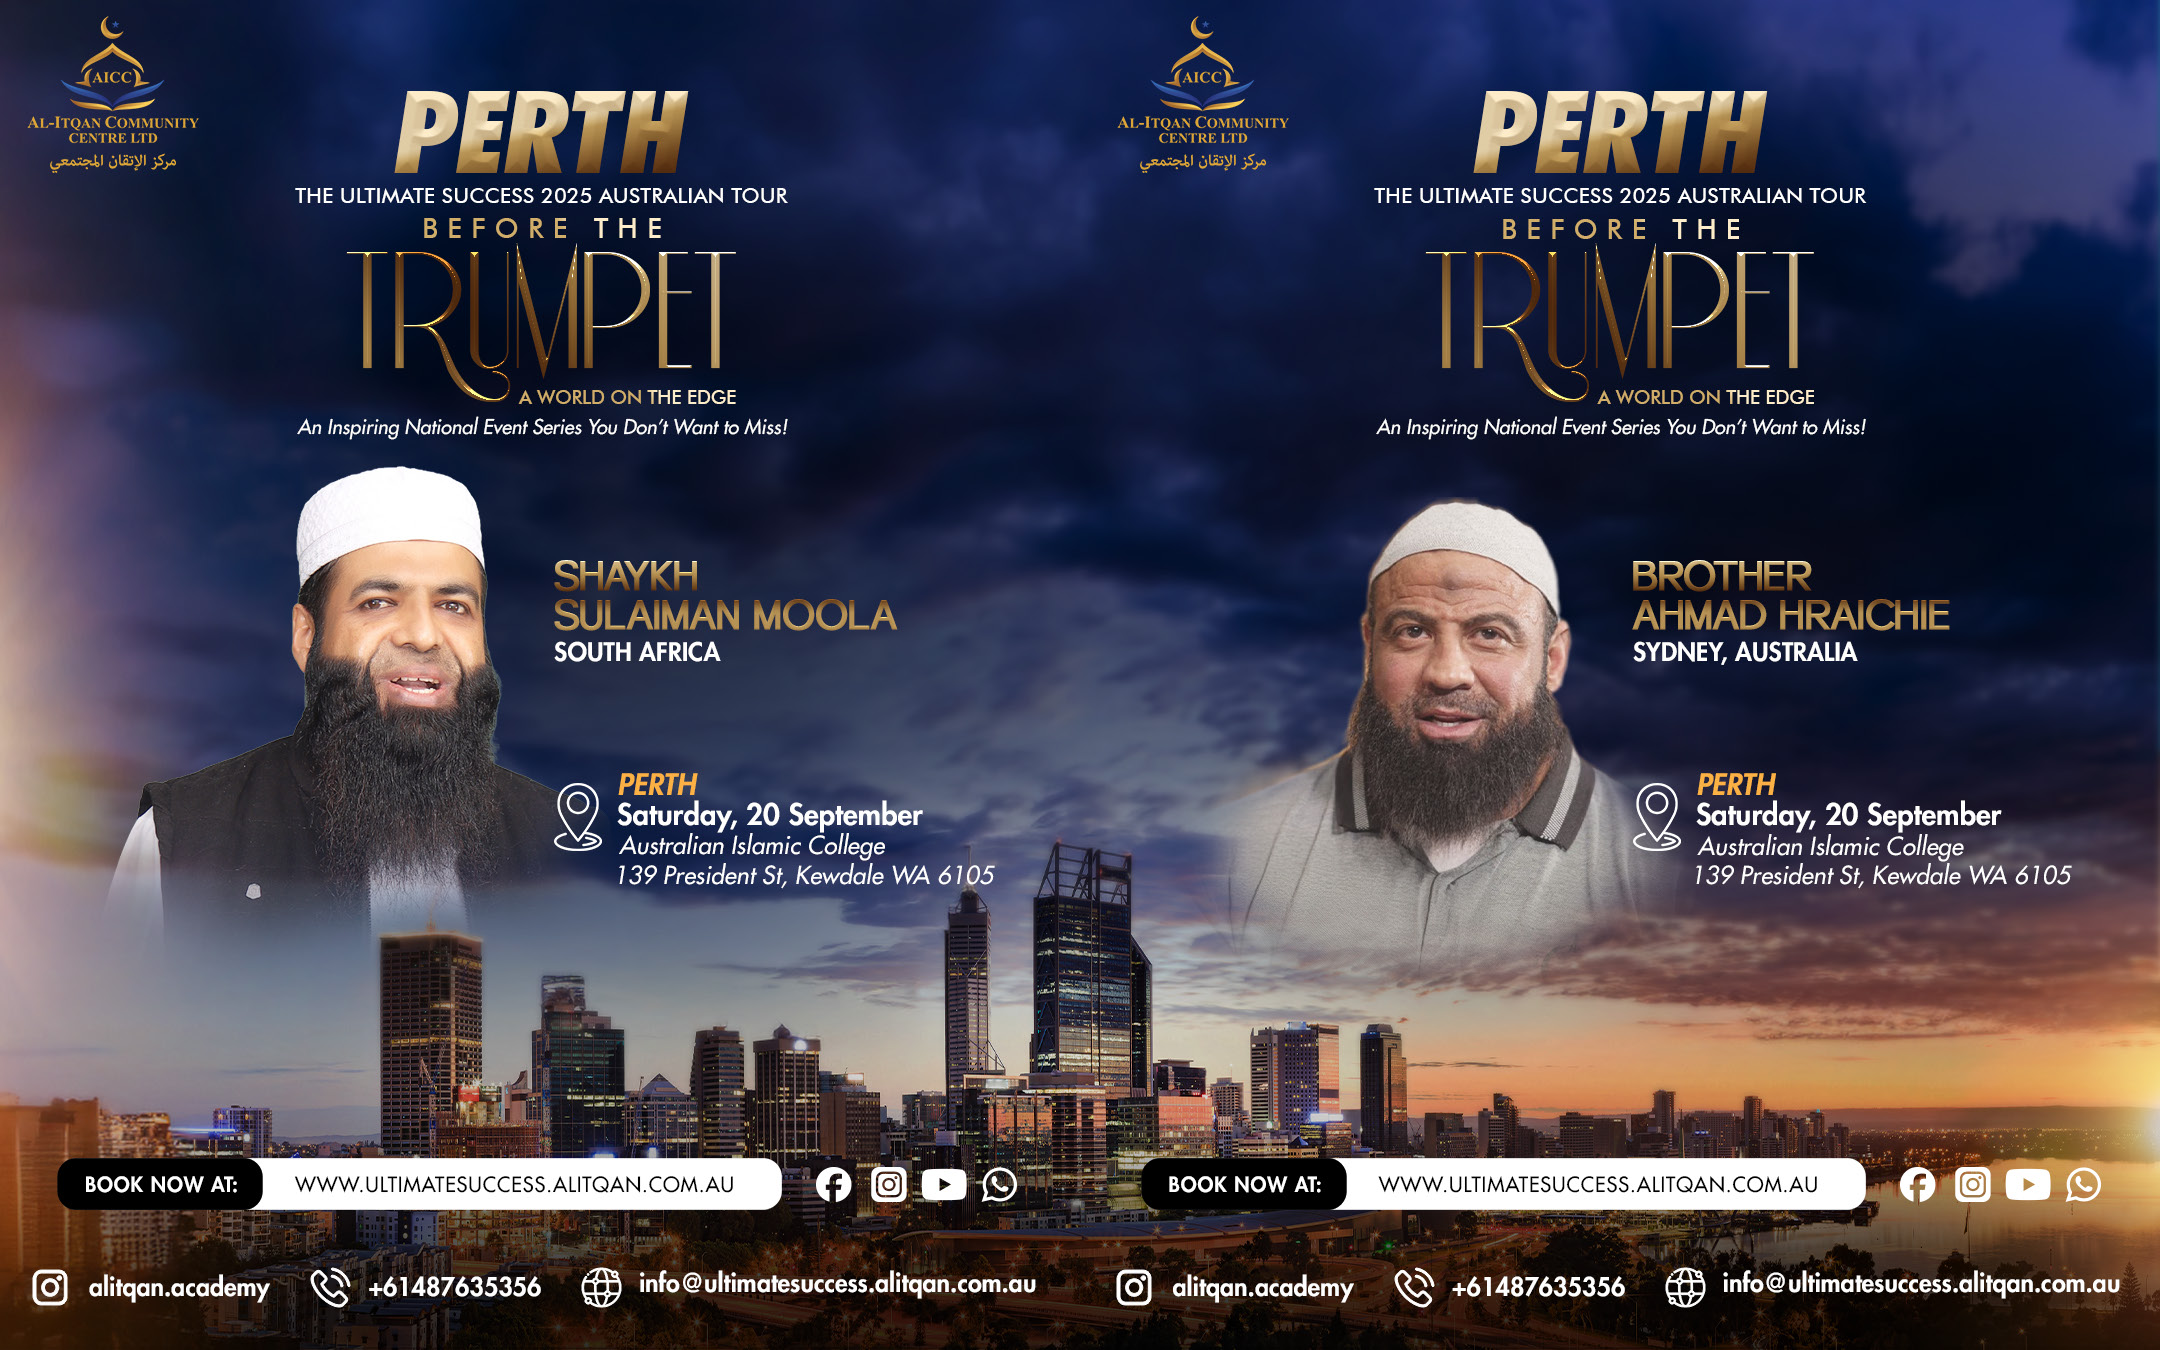 AICC
AL-ITQAN COMMUNITY
CENTRE LTD
مركز الإتقان المجتمعي
PERTH
THE ULTIMATE SUCCESS 2025 AUSTRALIAN TOUR
BEFORE THE
TRUMPET
A WORLD ON THE EDGE
An Inspiring National Event Series You Don't Want to Miss!
SHAYKH
SULAIMAN MOOLA
SOUTH AFRICA
PERTH
Saturday, 20 September
Australian Islamic College
139 President St, Kewdale WA 6105
BOOK NOW AT: WWW.ULTIMATESUCCESS.ALITQAN.COM.AU
alitqan.academy +61487635356 info@ultimatesuccess.alitqan.com.au
AICC
AL-ITQAN COMMUNITY
CENTRE LTD
مركز الإتقان المجتمعي
PERTH
THE ULTIMATE SUCCESS 2025 AUSTRALIAN TOUR
BEFORE THE
TRUMPET
A WORLD ON THE EDGE
An Inspiring National Event Series You Don't Want to Miss!
BROTHER
AHMAD HRAICHIE
SYDNEY, AUSTRALIA
PERTH
Saturday, 20 September
Australian Islamic College
139 President St, Kewdale WA 6105
BOOK NOW AT: WWW.ULTIMATESUCCESS.ALITQAN.COM.AU
alitqan.academy +61487635356 info@ultimatesuccess.alitqan.com.au